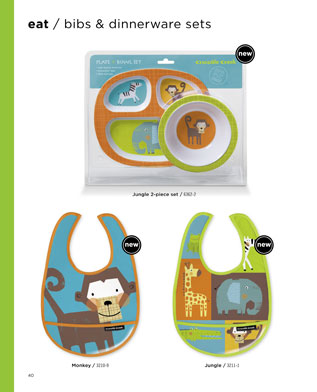 eat / bibs & dinnerware sets
new
PLATE + BOWL SET
Crocodile Creek
Jungle 2-piece set / 6262-3
new
new
Monkey / 3210-9
Jungle / 3211-1
40